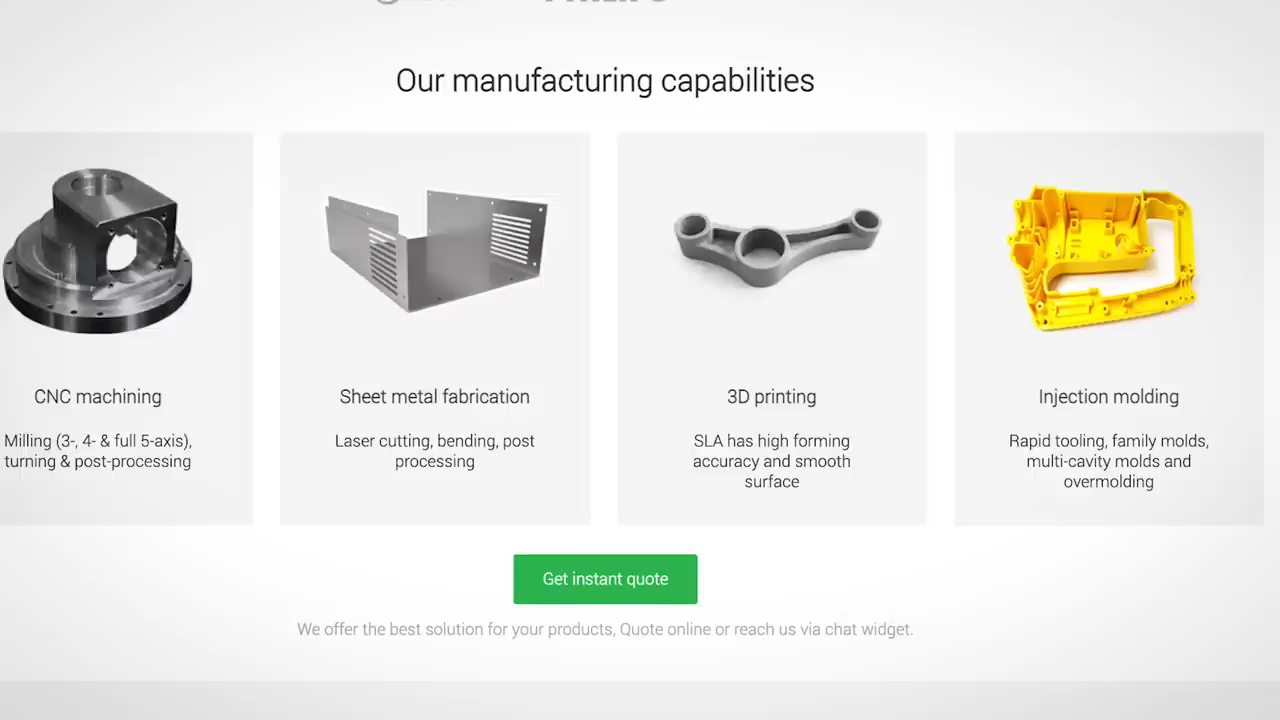 Our manufacturing capabilities
CNC machining
Milling (3-, 4- & full 5-axis),
turning & post-processing
Sheet metal fabrication
Laser cutting, bending, post
processing
3D printing
SLA has high forming
accuracy and smooth
surface
Injection molding
Rapid tooling, family molds,
multi-cavity molds and
overmolding
Get instant quote
We offer the best solution for your products, Quote online or reach us via chat widget.